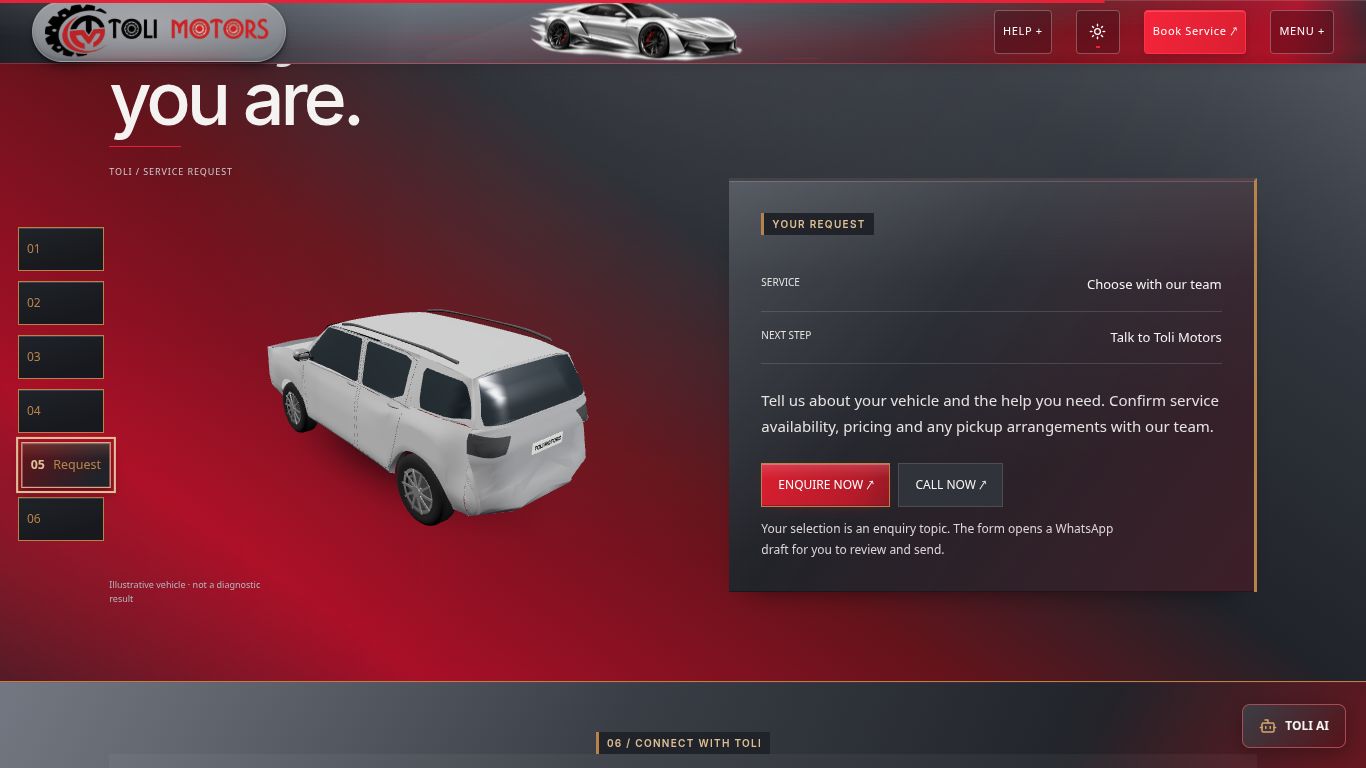 TOLI MOTORS
HELP +
Book Service ↗
MENU +
you are.
TOLI / SERVICE REQUEST
01
02
03
04
05 Request
06
TOLI MOTORS
Illustrative vehicle · not a diagnostic
result
YOUR REQUEST
SERVICE
Choose with our team
NEXT STEP
Talk to Toli Motors
Tell us about your vehicle and the help you need. Confirm service
availability, pricing and any pickup arrangements with our team.
ENQUIRE NOW ↗
CALL NOW ↗
Your selection is an enquiry topic. The form opens a WhatsApp
draft for you to review and send.
06 / CONNECT WITH TOLI
TOLI AI